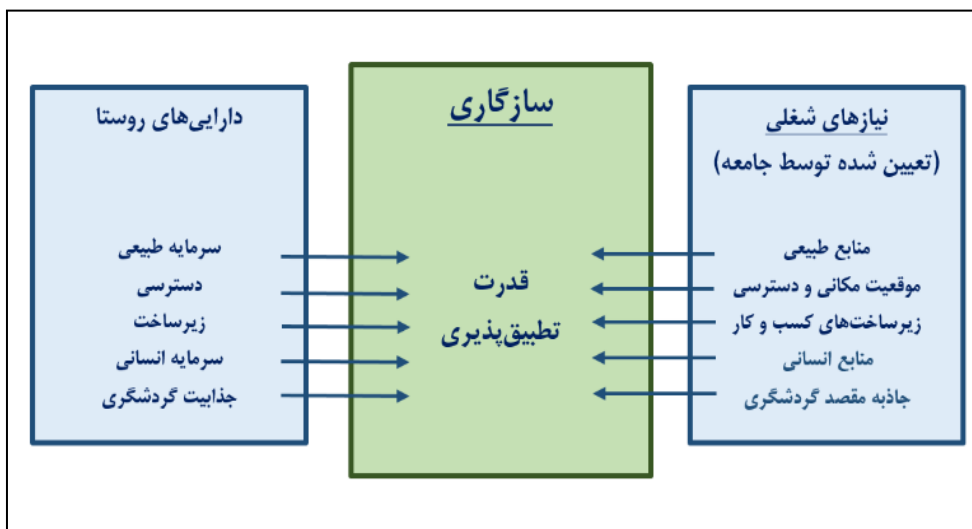 نیازهای شغلی
(تعیین شده توسط جامعه)
منابع طبیعی
موقعیت مکانی و دسترسی
زیرساخت‌های کسب و کار
منابع انسانی
جاذبه مقصد گردشگری
سازگاری
قدرت
تطبیق‌پذیری
دارایی‌های روستا
سرمایه طبیعی
دسترسی
زیرساخت
سرمایه انسانی
جذابیت گردشگری